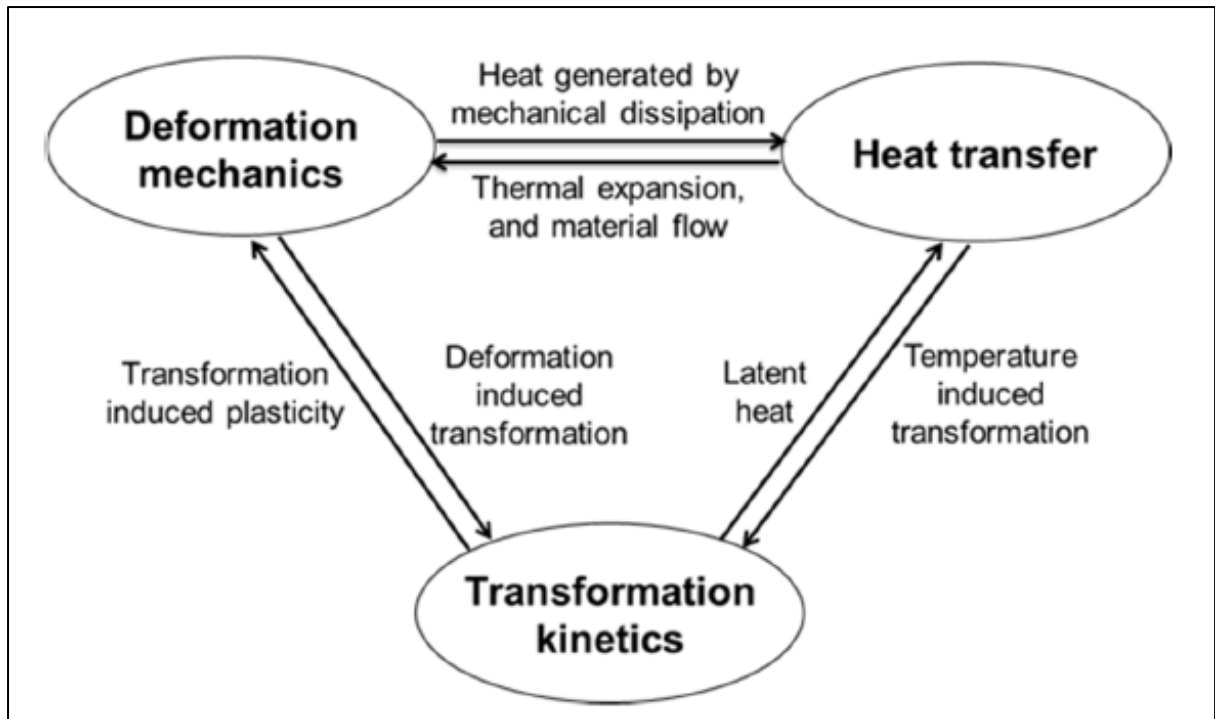 Heat generated by
mechanical dissipation
Deformation
mechanics
Heat transfer
Thermal expansion,
and material flow
Transformation
induced plasticity
Deformation
induced
transformation
Latent
heat
Temperature
induced
transformation
Transformation
kinetics